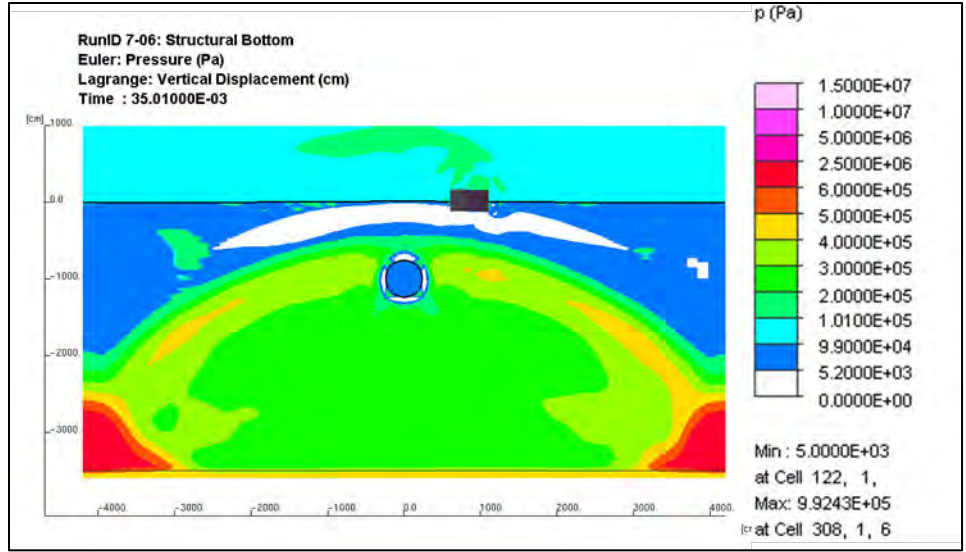 p (Pa)
RunID 7-06: Structural Bottom
Euler: Pressure (Pa)
Lagrange: Vertical Displacement (cm)
Time : 35.01000E-03
[cm]
1000.
0.0
-1000.
-2000.
-3000.
-4000. -3000. -2000. -1000. 0.0 1000. 2000. 3000. 4000.
1.5000E+07
1.0000E+07
5.0000E+06
2.5000E+06
6.0000E+05
5.0000E+05
4.0000E+05
3.0000E+05
2.0000E+05
1.0100E+05
9.9000E+04
5.2000E+03
0.0000E+00
Min : 5.0000E+03
at Cell 122, 1,
Max: 9.9243E+05
at Cell 308, 1, 6